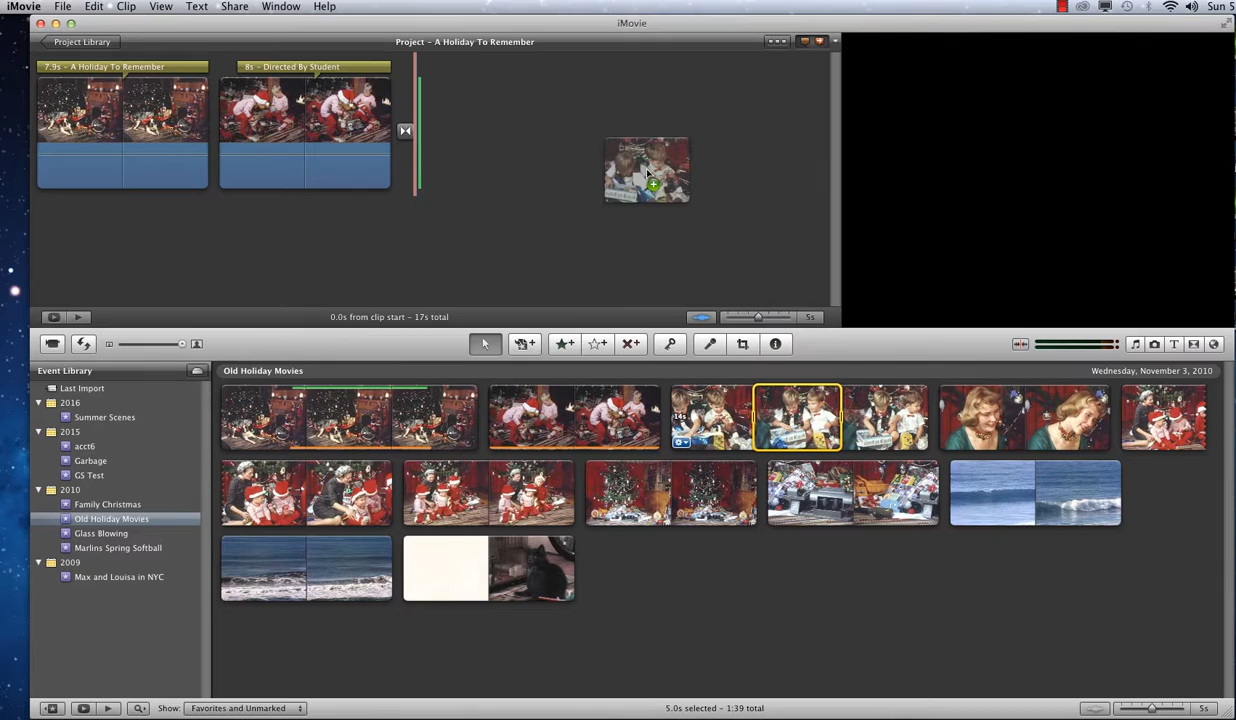 iMovie File Edit Clip View Text Share Window Help Sun 5
iMovie
Project Library
Project - A Holiday To Remember
7.9s - A Holiday To Remember
8s - Directed By Student
0.0s from clip start - 17s total
5s
Event Library
Old Holiday Movies
Wednesday, November 3, 2010
Last Import
2016
Summer Scenes
2015
acct6
Garbage
GS Test
2010
Family Christmas
Old Holiday Movies
Glass Blowing
Marlins Spring Softball
2009
Max and Louisa in NYC
14s
Show: Favorites and Unmarked
5.0s selected - 1:39 total
5s